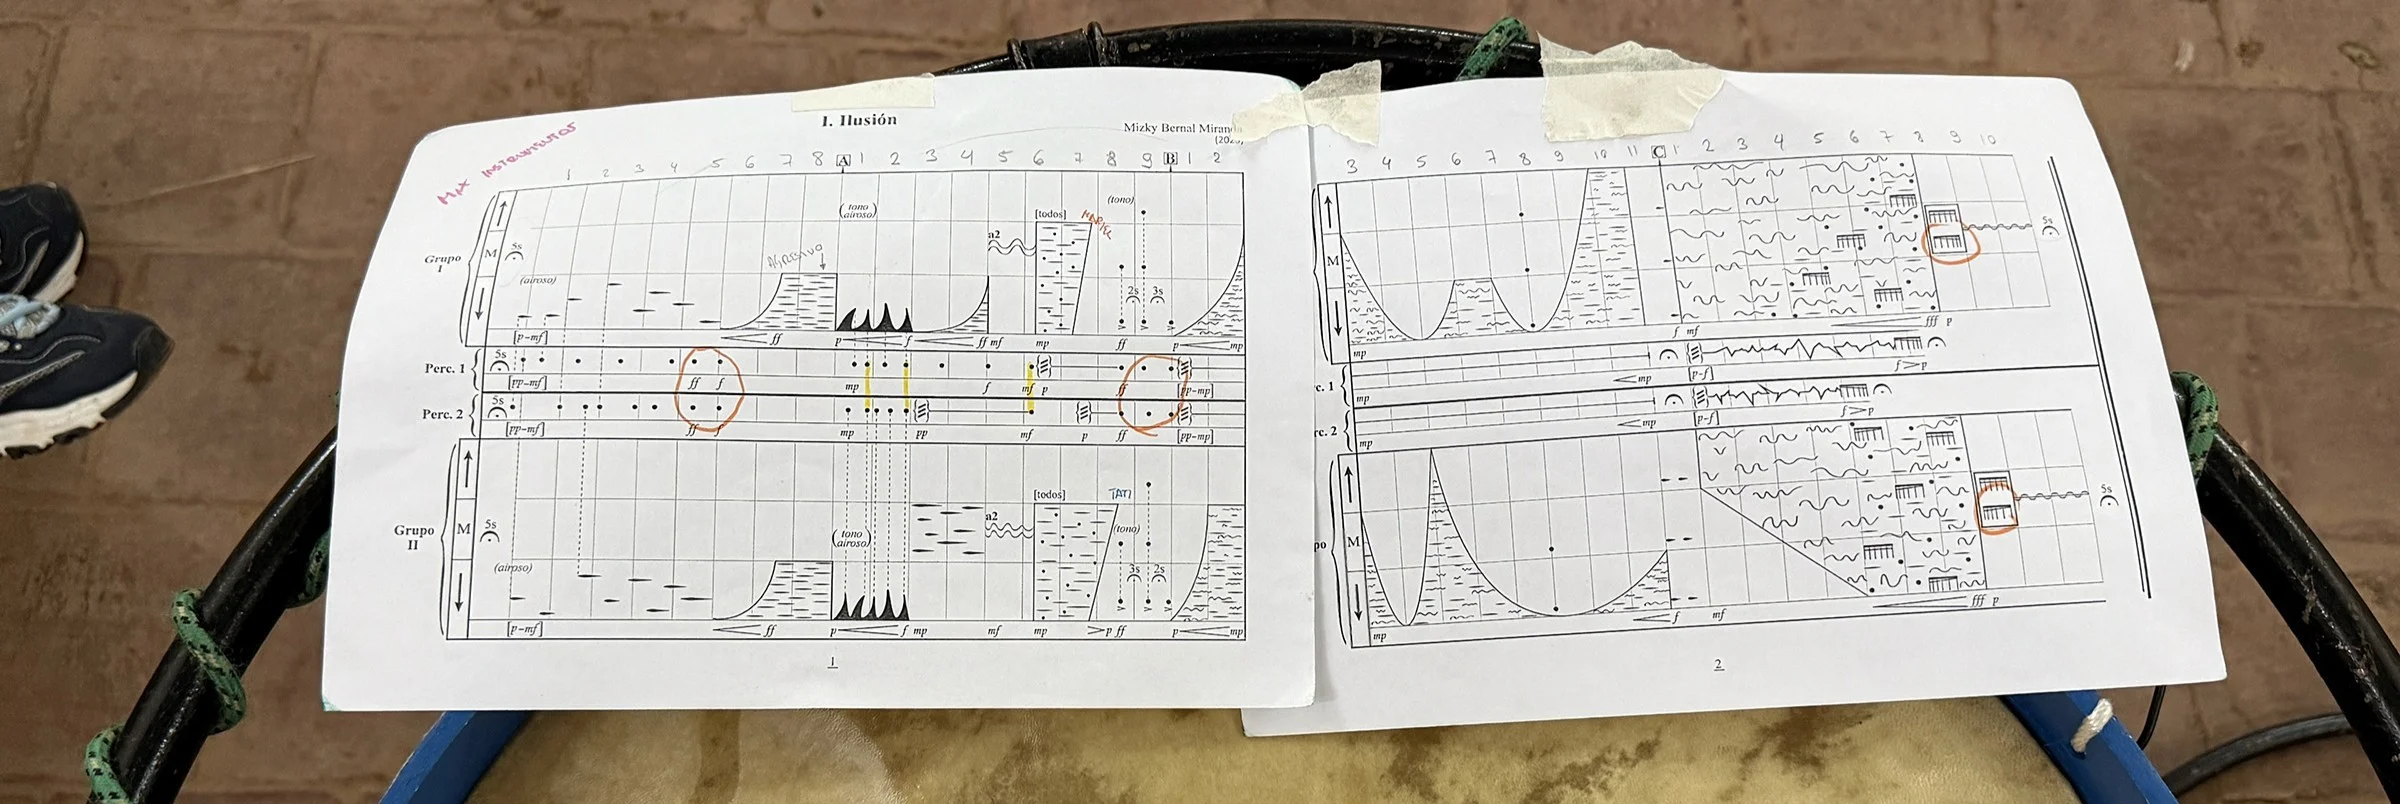 MIX INSTRUMENTOS
1. Ilusión
Mizky Bernal Miran
1 2 3 4 5 6 7 8 A 1 2 3 4 5 6 7 8 9 B 1 2
Grupo
I
M
5s
(airoso)
AGRESIVO
(tono
airoso)
a2
[todos]
(tono)
2s 3s
[p-mf] ff p f ff mf mp ff p mp
Perc. 1
5s
[pp-mf] ff f mp f mf p ff [pp-mp]
Perc. 2
5s
[pp-mf] ff f mp pp mf p ff [pp-mp]
Grupo
II
M
5s
(airoso)
(tono
airoso)
a2
[todos]
TATI
(tono)
3s 2s
[p-mf] ff p f mp mf mp p ff p mp
1
3 4 5 6 7 8 9 10 11 C 1 2 3 4 5 6 7 8 9 10
M
5s
mp f mf fff p
rc. 1
mp mp [p-f] f>p
rc. 2
mp mp [p-f] f>p
po
M
5s
mp f mf fff p
2